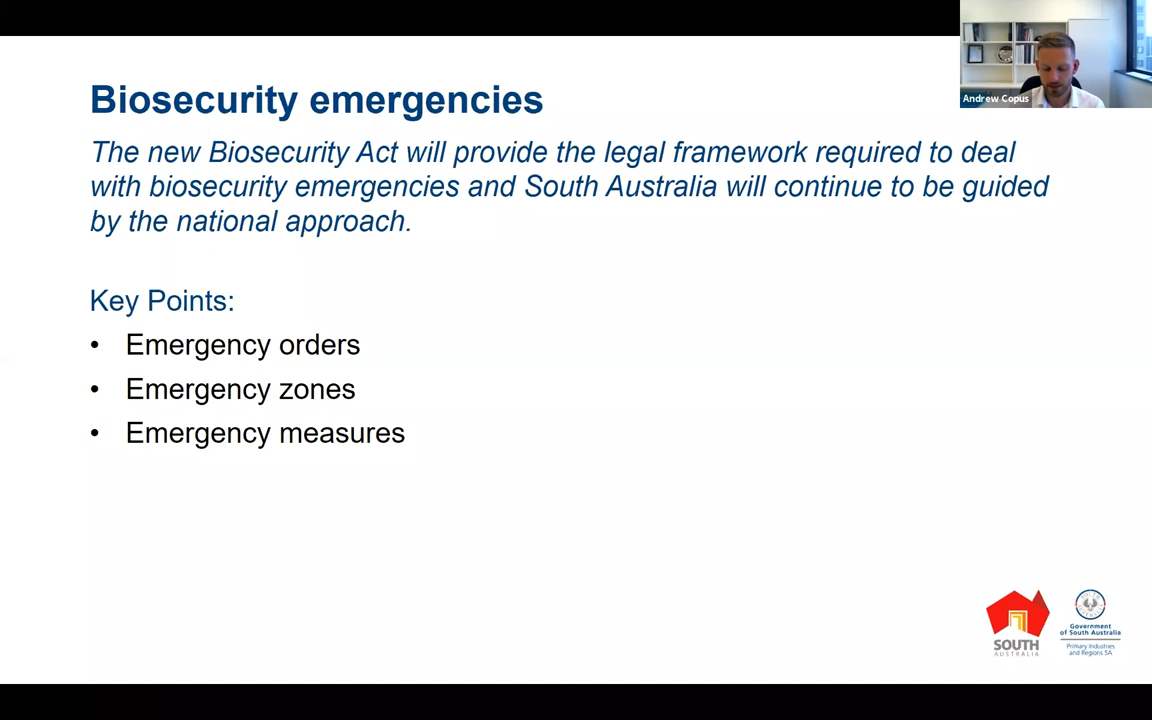 Biosecurity emergencies
The new Biosecurity Act will provide the legal framework required to deal
with biosecurity emergencies and South Australia will continue to be guided
by the national approach.
Key Points:
• Emergency orders
• Emergency zones
• Emergency measures
Andrew Copus
SOUTH
AUSTRALIA
Government
of South Australia
Primary Industries
and Regions SA